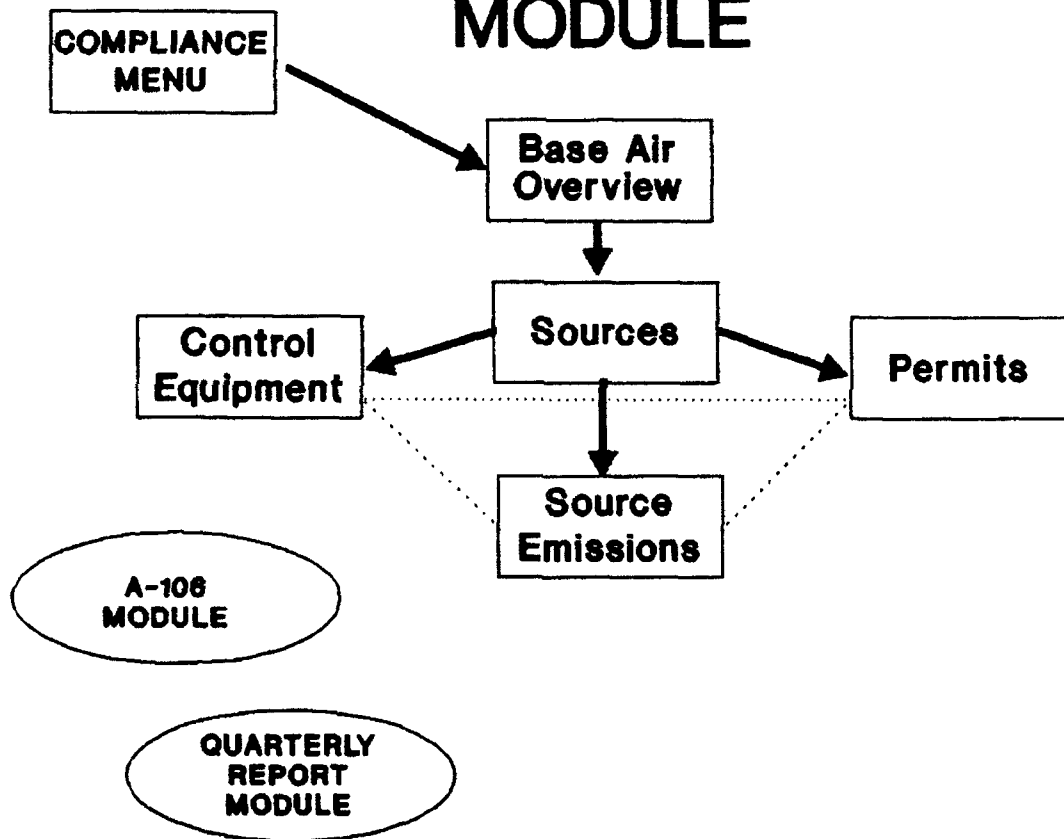 MODULE
COMPLIANCE
MENU
Base Air
Overview
Sources
Control
Equipment
Permits
Source
Emissions
A-106
MODULE
QUARTERLY
REPORT
MODULE